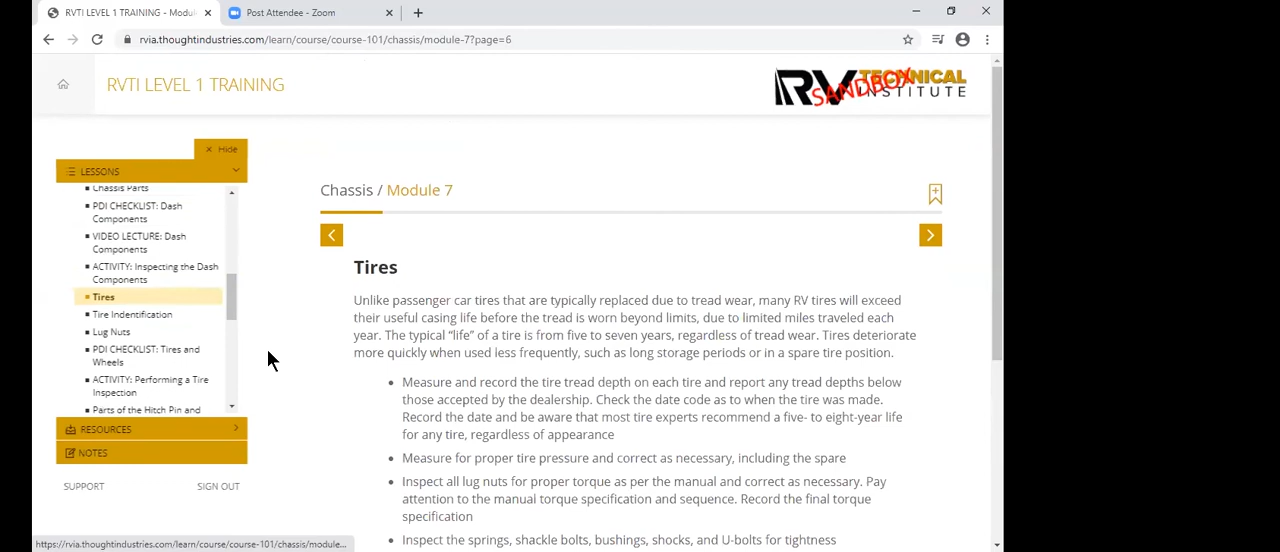 RVTI LEVEL 1 TRAINING - Modul
Post Attendee - Zoom
rvia.thoughtindustries.com/learn/course/course-101/chassis/module-7?page=6
RVTI LEVEL 1 TRAINING
RV TECHNICAL
INSTITUTE
SANDBOX
× Hide
LESSONS
Chassis Parts
PDI CHECKLIST: Dash
Components
VIDEO LECTURE: Dash
Components
ACTIVITY: Inspecting the Dash
Components
Tires
Tire Indentification
Lug Nuts
PDI CHECKLIST: Tires and
Wheels
ACTIVITY: Performing a Tire
Inspection
Parts of the Hitch Pin and
RESOURCES
NOTES
SUPPORT
SIGN OUT
Chassis / Module 7
Tires
Unlike passenger car tires that are typically replaced due to tread wear, many RV tires will exceed
their useful casing life before the tread is worn beyond limits, due to limited miles traveled each
year. The typical “life” of a tire is from five to seven years, regardless of tread wear. Tires deteriorate
more quickly when used less frequently, such as long storage periods or in a spare tire position.
• Measure and record the tire tread depth on each tire and report any tread depths below
those accepted by the dealership. Check the date code as to when the tire was made.
Record the date and be aware that most tire experts recommend a five- to eight-year life
for any tire, regardless of appearance
• Measure for proper tire pressure and correct as necessary, including the spare
• Inspect all lug nuts for proper torque as per the manual and correct as necessary. Pay
attention to the manual torque specification and sequence. Record the final torque
specification
• Inspect the springs, shackle bolts, bushings, shocks, and U-bolts for tightness
https://rvia.thoughtindustries.com/learn/course/course-101/chassis/module...